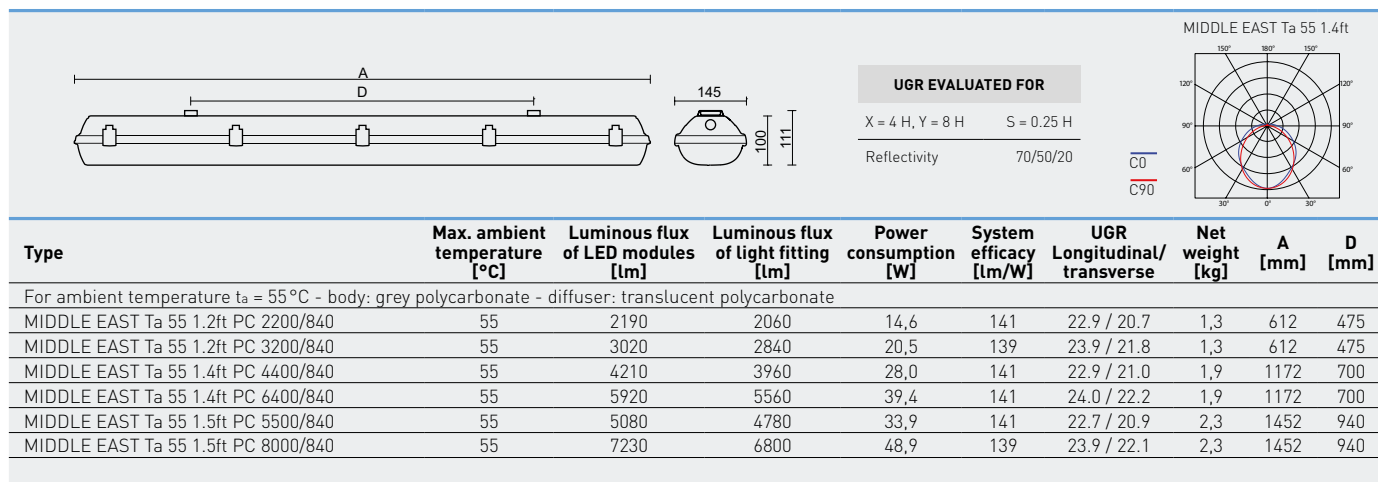 MIDDLE EAST Ta 55 1.4ft
150° 180° 150°
120° 120°
90° 90°
60° 60°
30° 0° 30°
C0
C90
A
D
145
100
111
UGR EVALUATED FOR
X = 4 H, Y = 8 H S = 0.25 H
Reflectivity 70/50/20
Type Max. ambient temperature [°C] Luminous flux of LED modules [lm] Luminous flux of light fitting [lm] Power consumption [W] System efficacy [lm/W] UGR Longitudinal/ transverse Net weight [kg] A [mm] D [mm]
For ambient temperature ta = 55°C - body: grey polycarbonate - diffuser: translucent polycarbonate
MIDDLE EAST Ta 55 1.2ft PC 2200/840 55 2190 2060 14,6 141 22.9 / 20.7 1,3 612 475
MIDDLE EAST Ta 55 1.2ft PC 3200/840 55 3020 2840 20,5 139 23.9 / 21.8 1,3 612 475
MIDDLE EAST Ta 55 1.4ft PC 4400/840 55 4210 3960 28,0 141 22.9 / 21.0 1,9 1172 700
MIDDLE EAST Ta 55 1.4ft PC 6400/840 55 5920 5560 39,4 141 24.0 / 22.2 1,9 1172 700
MIDDLE EAST Ta 55 1.5ft PC 5500/840 55 5080 4780 33,9 141 22.7 / 20.9 2,3 1452 940
MIDDLE EAST Ta 55 1.5ft PC 8000/840 55 7230 6800 48,9 139 23.9 / 22.1 2,3 1452 940